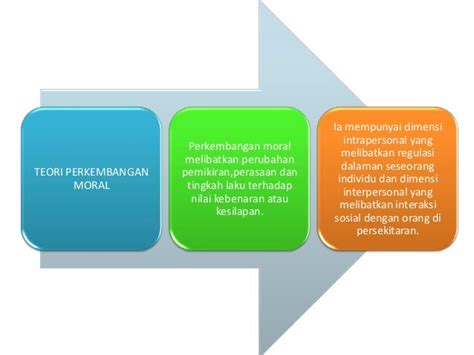 TEORI PERKEMBANGAN
MORAL
Perkembangan moral
melibatkan perubahan
pemikiran,perasaan dan
tingkah laku terhadap
nilai kebenaran atau
kesilapan.
Ia mempunyai dimensi
intrapersonal yang
melibatkan regulasi
dalaman seseorang
individu dan dimensi
interpersonal yang
melibatkan interaksi
sosial dengan orang di
persekitaran.